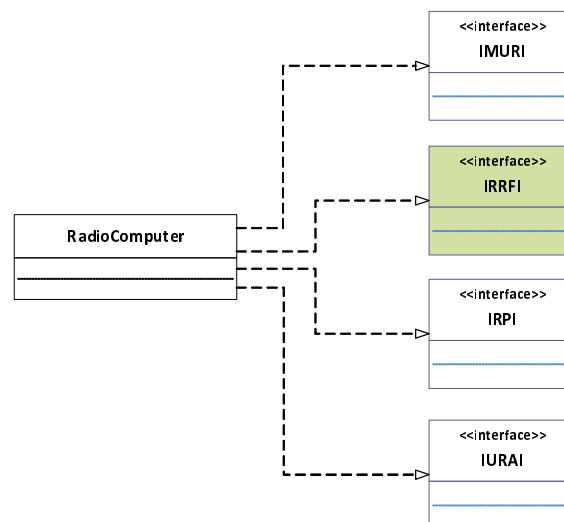 <<interface>>
IMURI
<<interface>>
IRRFI
RadioComputer
<<interface>>
IRPI
<<interface>>
IURAI